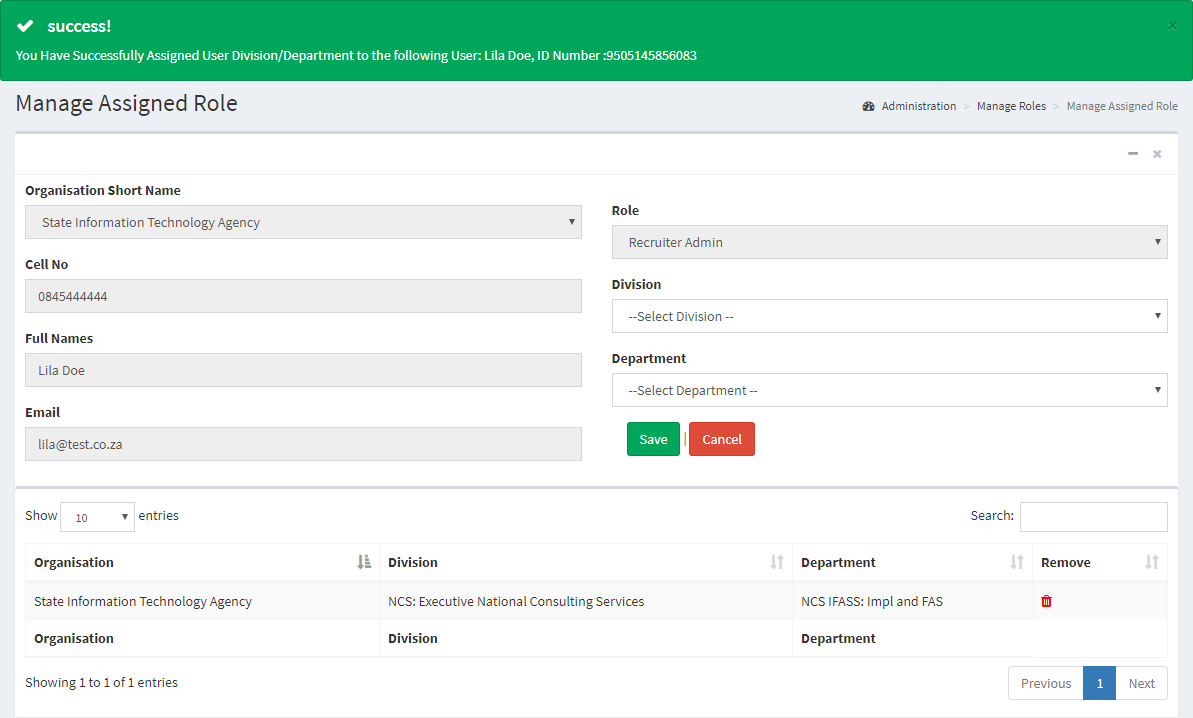 success!
You Have Successfully Assigned User Division/Department to the following User: Lila Doe, ID Number :9505145856083
Manage Assigned Role
Administration > Manage Roles > Manage Assigned Role
Organisation Short Name
State Information Technology Agency
Cell No
0845444444
Full Names
Lila Doe
Email
lila@test.co.za
Role
Recruiter Admin
Division
--Select Division --
Department
--Select Department --
Save | Cancel
Show 10 entries
Search:
Organisation Division Department Remove
State Information Technology Agency NCS: Executive National Consulting Services NCS IFASS: Impl and FAS
Organisation Division Department
Showing 1 to 1 of 1 entries
Previous 1 Next